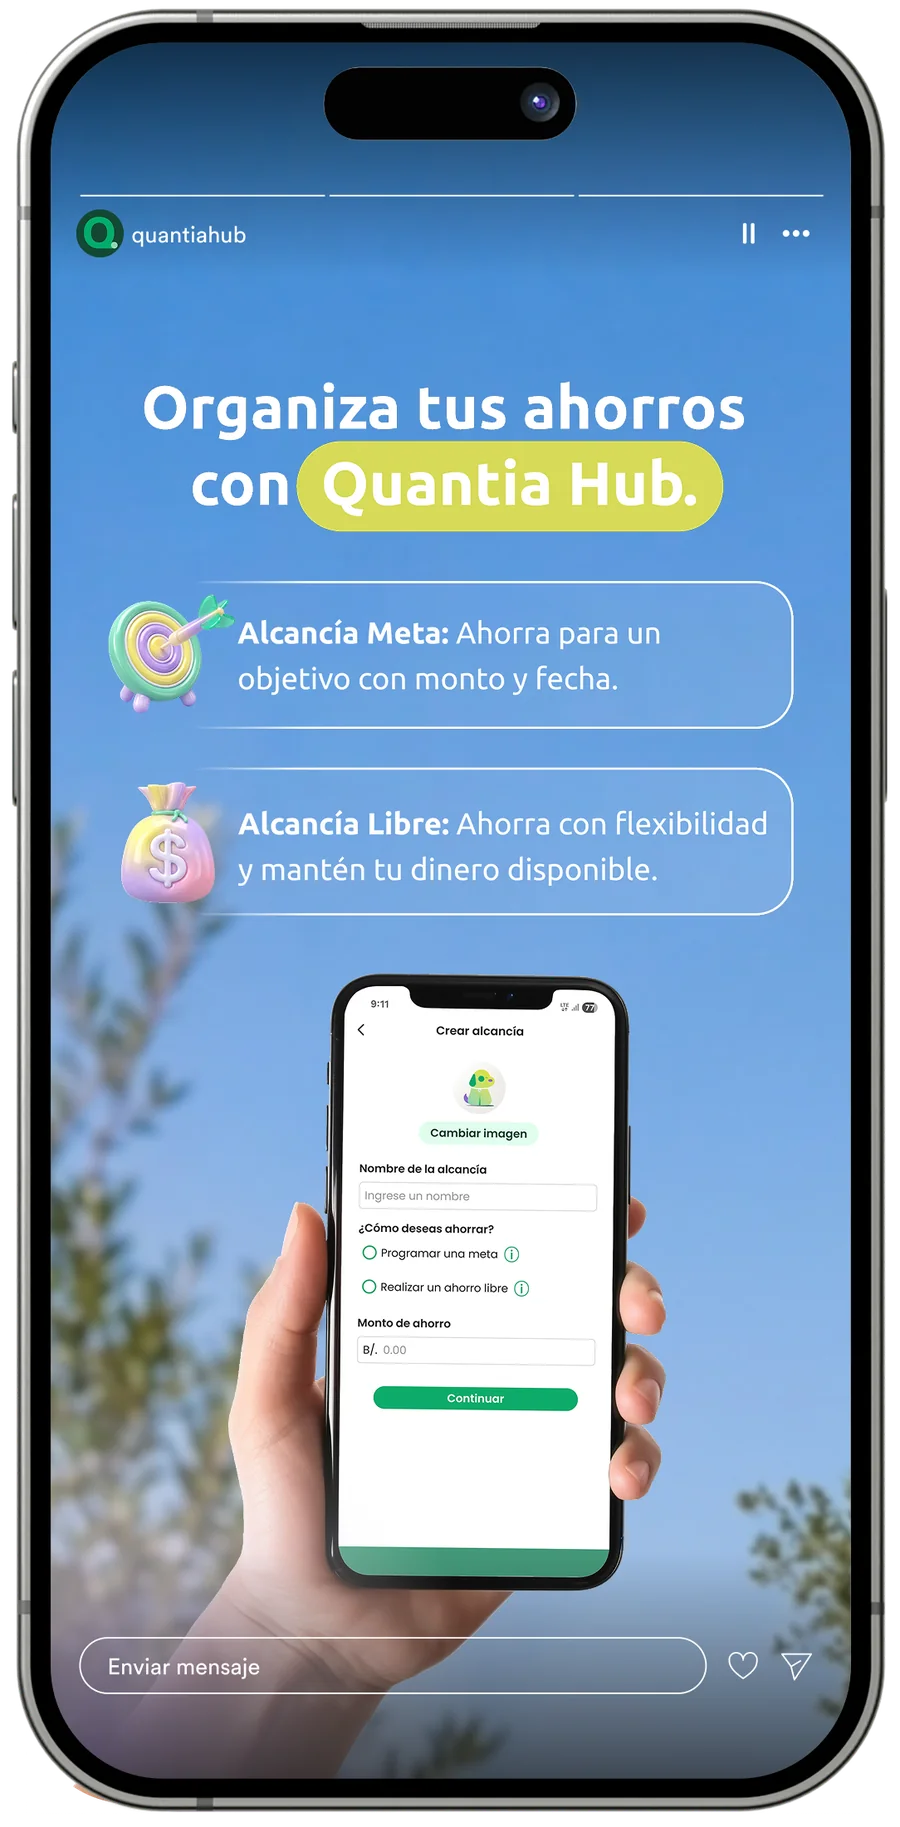 quantiahub
Organiza tus ahorros
con Quantia Hub.
Alcancía Meta: Ahorra para un
objetivo con monto y fecha.
$
Alcancía Libre: Ahorra con flexibilidad
y mantén tu dinero disponible.
9:11
LTE
77
Crear alcancía
Cambiar imagen
Nombre de la alcancía
Ingrese un nombre
¿Cómo deseas ahorrar?
Programar una meta
Realizar un ahorro libre
Monto de ahorro
B/. 0.00
Continuar
Enviar mensaje